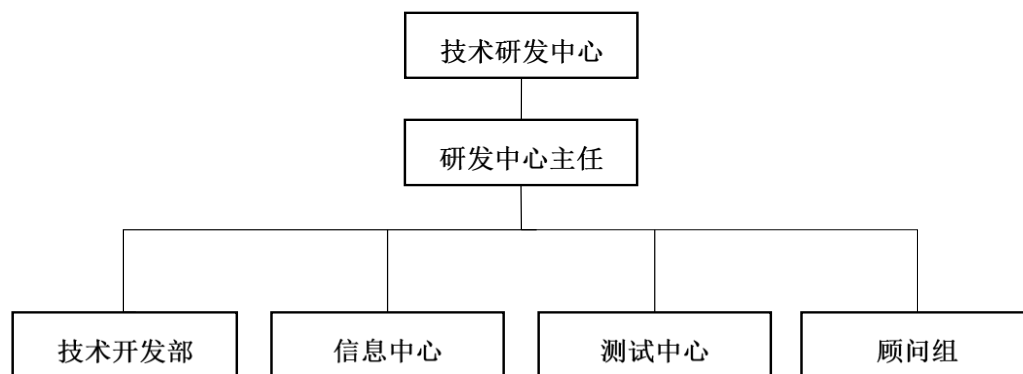 技术研发中心
研发中心主任
技术开发部
信息中心
测试中心
顾问组